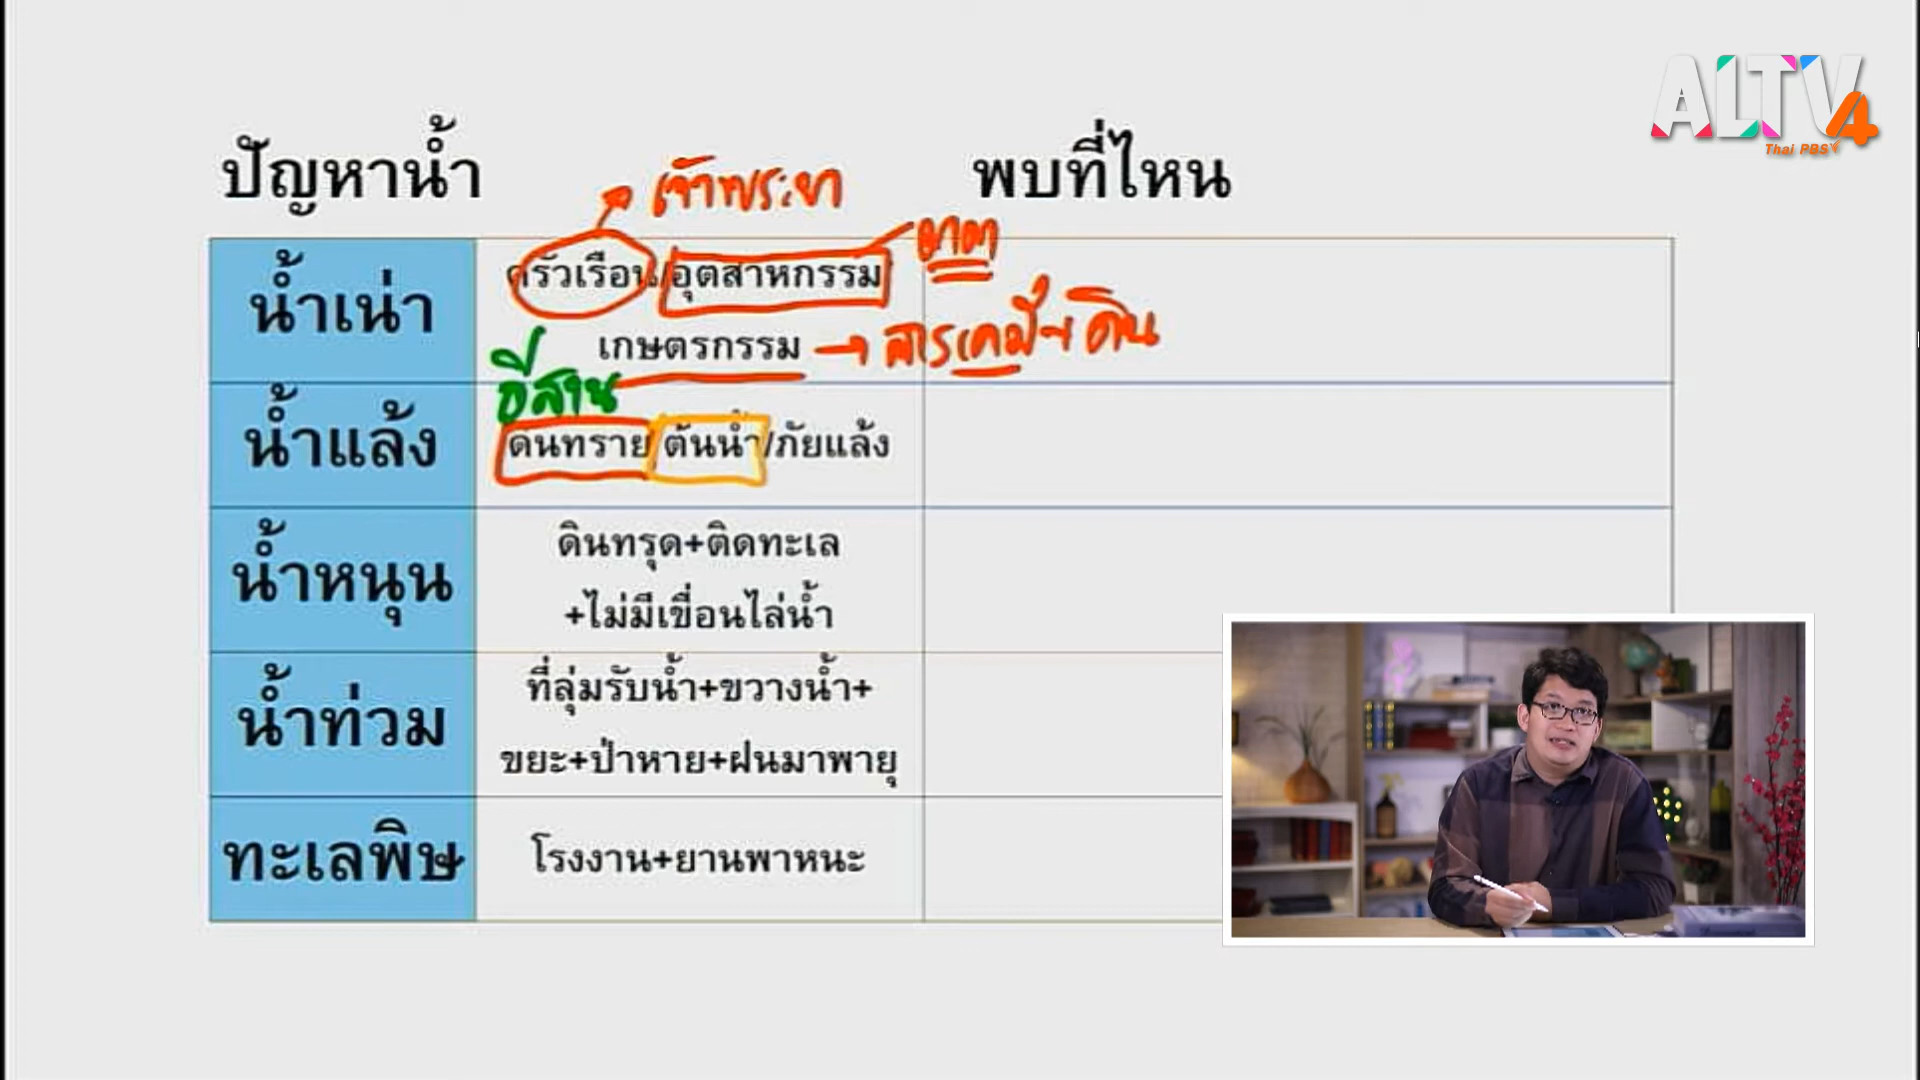 ALTV4
Thai PBS
ปัญหาน้ำ
พบที่ไหน
เจ้าพระยา
น้ำเน่า
ครัวเรือน/อุตสาหกรรม
เกษตรกรรม
สารเคมีฯ ดิน
อีสาน
น้ำแล้ง
ดินทราย/ต้นน้ำ/ภัยแล้ง
น้ำหนุน
ดินทรุด+ติดทะเล
+ไม่มีเขื่อนไล่น้ำ
น้ำท่วม
ที่ลุ่มรับน้ำ+ขวางน้ำ+
ขยะ+ป่าหาย+ฝนมาพายุ
ทะเลพิษ
โรงงาน+ยานพาหนะ